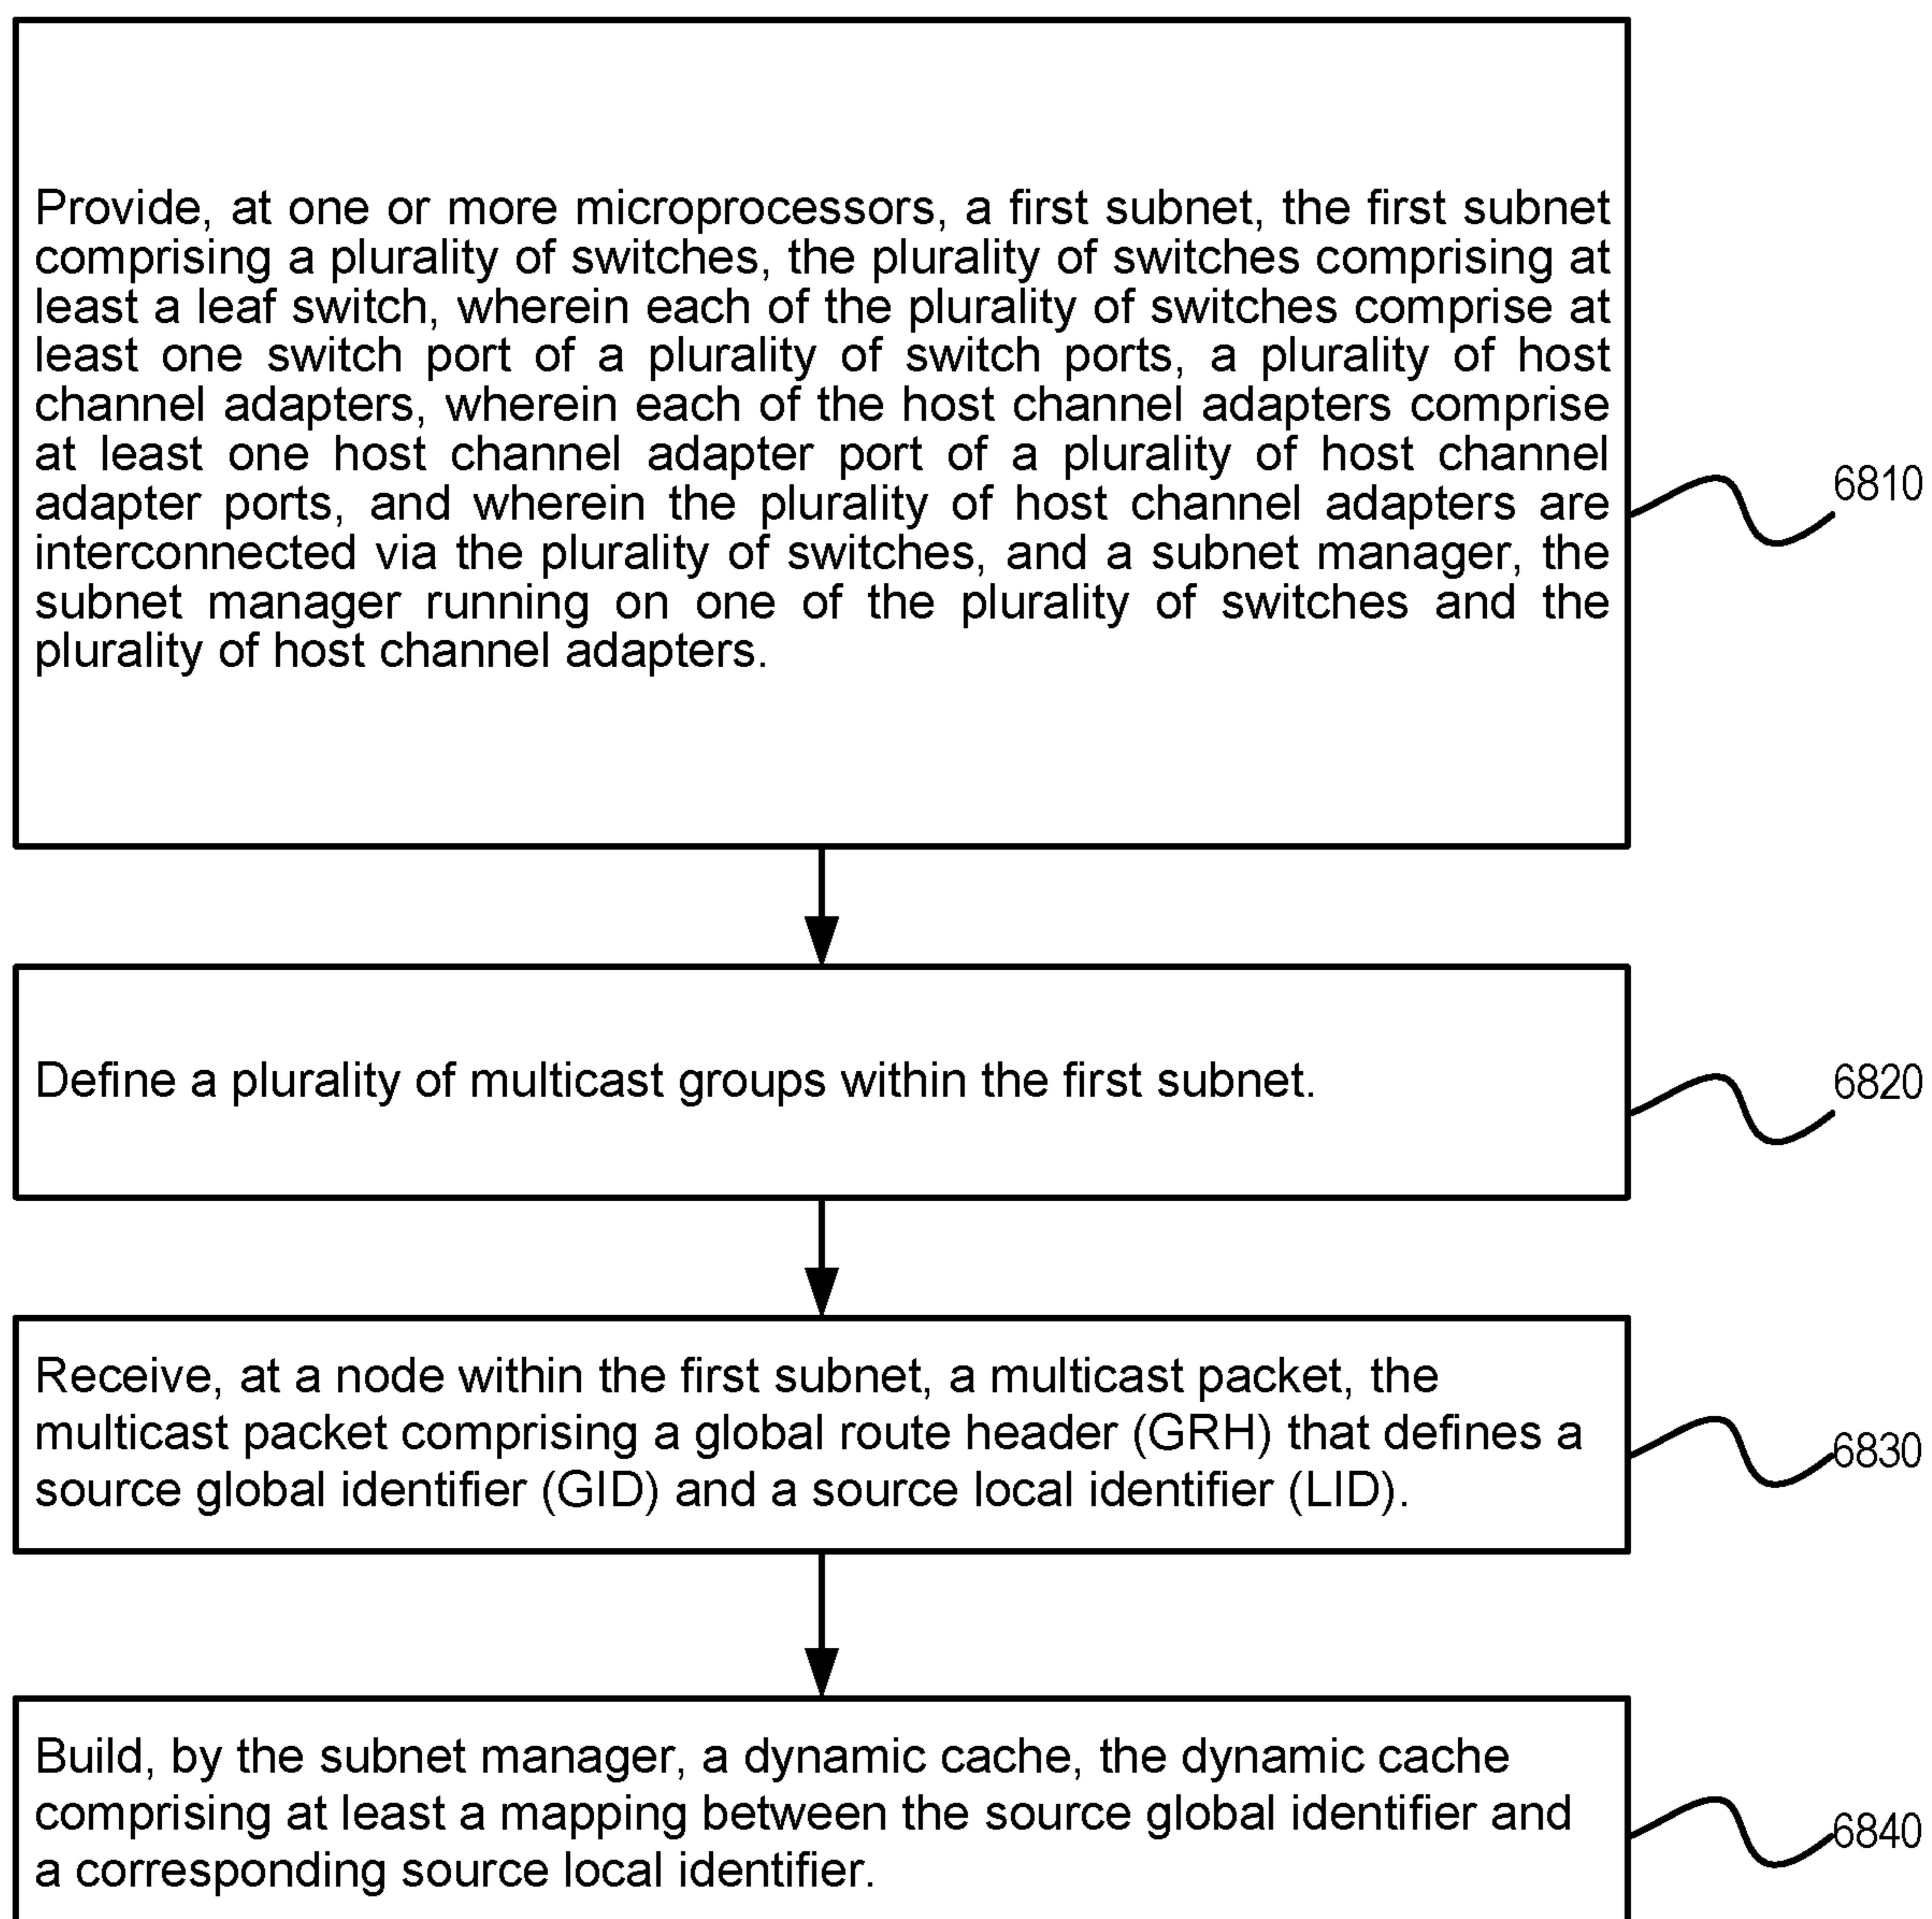 Provide, at one or more microprocessors, a first subnet, the first subnet
comprising a plurality of switches, the plurality of switches comprising at
least a leaf switch, wherein each of the plurality of switches comprise at
least one switch port of a plurality of switch ports, a plurality of host
channel adapters, wherein each of the host channel adapters comprise
at least one host channel adapter port of a plurality of host channel
adapter ports, and wherein the plurality of host channel adapters are
interconnected via the plurality of switches, and a subnet manager, the
subnet manager running on one of the plurality of switches and the
plurality of host channel adapters.
6810
Define a plurality of multicast groups within the first subnet.
6820
Receive, at a node within the first subnet, a multicast packet, the
multicast packet comprising a global route header (GRH) that defines a
source global identifier (GID) and a source local identifier (LID).
6830
Build, by the subnet manager, a dynamic cache, the dynamic cache
comprising at least a mapping between the source global identifier and
a corresponding source local identifier.
6840